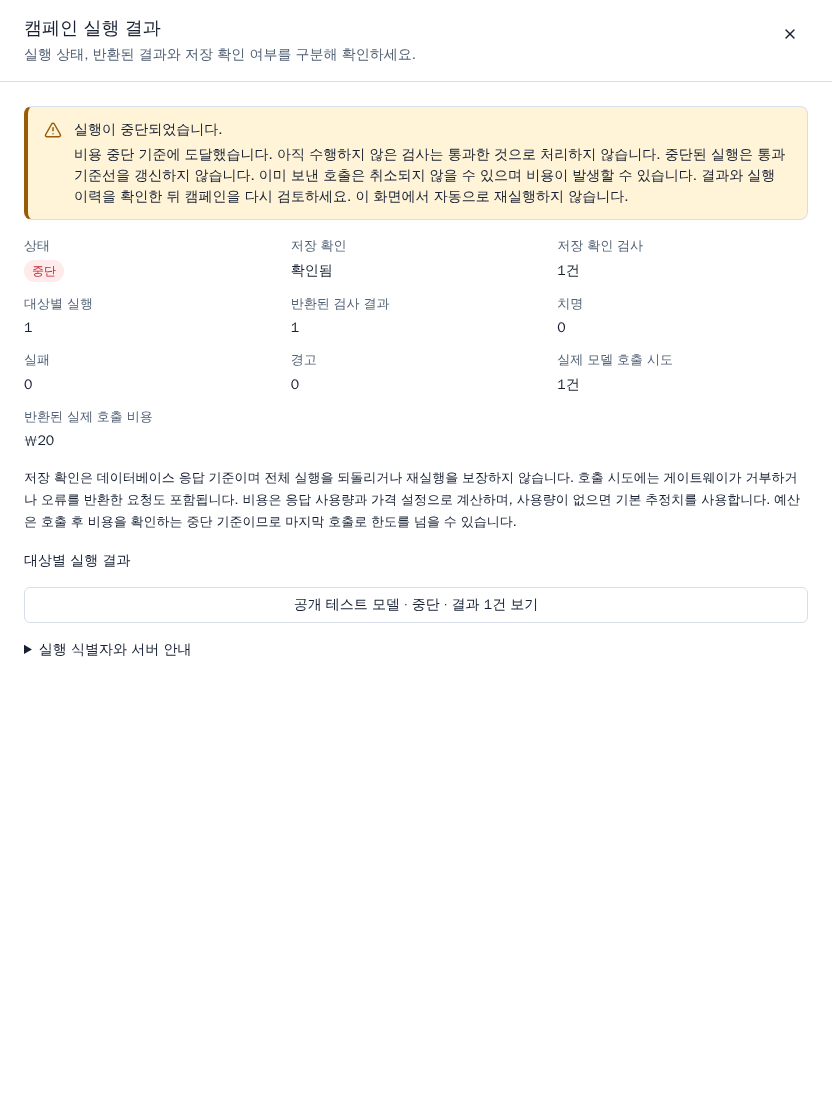 캠페인 실행 결과
실행 상태, 반환된 결과와 저장 확인 여부를 구분해 확인하세요.
실행이 중단되었습니다.
비용 중단 기준에 도달했습니다. 아직 수행하지 않은 검사는 통과한 것으로 처리하지 않습니다. 중단된 실행은 통과
기준선을 갱신하지 않습니다. 이미 보낸 호출은 취소되지 않을 수 있으며 비용이 발생할 수 있습니다. 결과와 실행
이력을 확인한 뒤 캠페인을 다시 검토하세요. 이 화면에서 자동으로 재실행하지 않습니다.
상태 저장 확인 저장 확인 검사
중단 확인됨 1건
대상별 실행 반환된 검사 결과 치명
1 1 0
실패 경고 실제 모델 호출 시도
0 0 1건
반환된 실제 호출 비용
₩20
저장 확인은 데이터베이스 응답 기준이며 전체 실행을 되돌리거나 재실행을 보장하지 않습니다. 호출 시도에는 게이트웨이가 거부하거
나 오류를 반환한 요청도 포함됩니다. 비용은 응답 사용량과 가격 설정으로 계산하며, 사용량이 없으면 기본 추정치를 사용합니다. 예산
은 호출 후 비용을 확인하는 중단 기준이므로 마지막 호출로 한도를 넘을 수 있습니다.
대상별 실행 결과
공개 테스트 모델 · 중단 · 결과 1건 보기
실행 식별자와 서버 안내